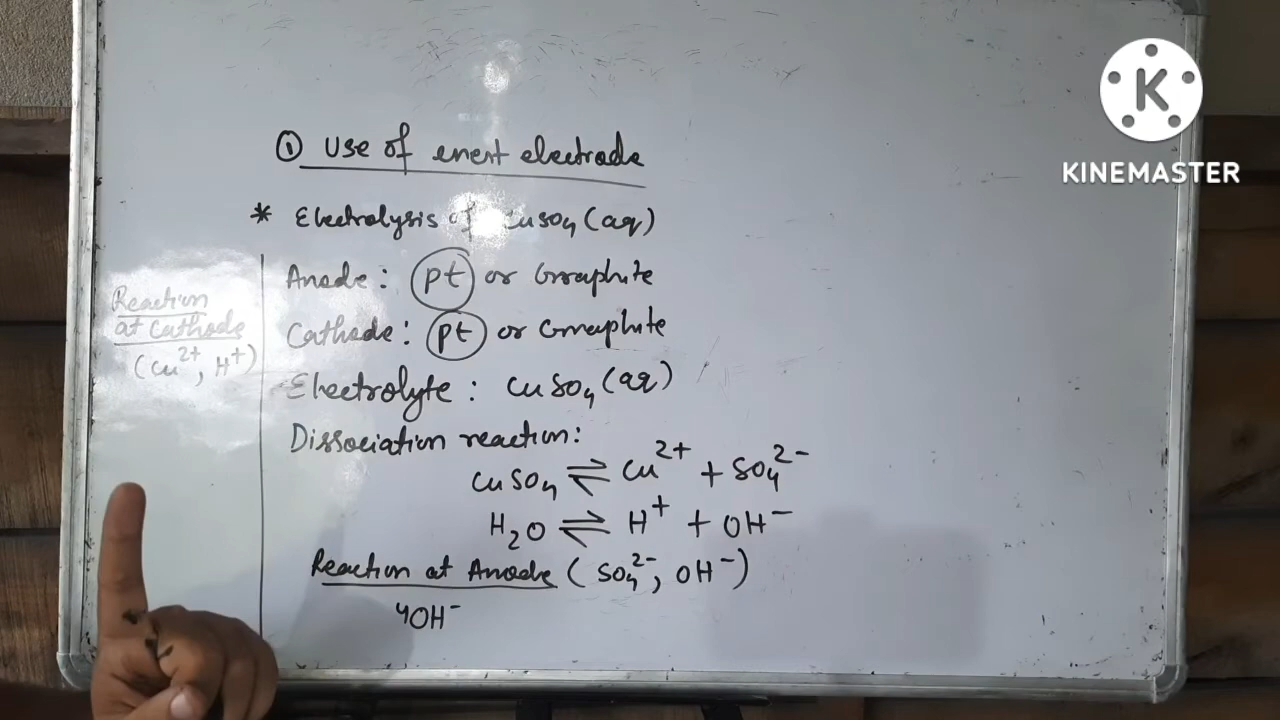 ① Use of enert electrode
* Electrolysis of CuSO4 (aq)
Anode: pt or Graphite
Cathode: pt or Graphite
Electrolyte: CuSO4 (aq)
Dissociation reaction:
CuSO4 ⇌ Cu²⁺ + SO4²⁻
H2O ⇌ H⁺ + OH⁻
Reaction at Anode (SO4²⁻, OH⁻)
4OH⁻
Reaction
at Cathode
(Cu²⁺, H⁺)
K
KINEMASTER